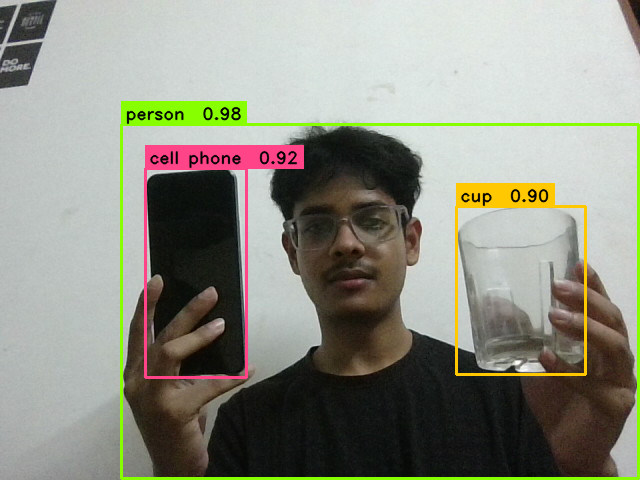 DO
MORE.
person 0.98
cell phone 0.92
cup 0.90